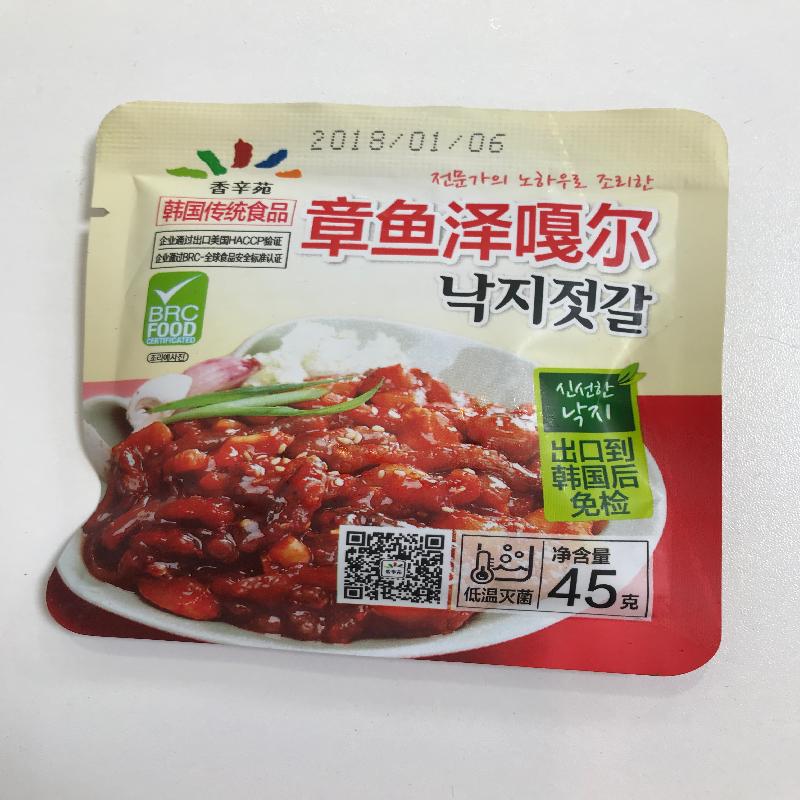 2018/01/06
香辛苑
韩国传统食品
企业通过出口美国HACCP验证
企业通过BRC-全球食品安全标准认证
전문가의 노하우로 조리한
章鱼泽嘎尔
낙지젓갈
BRC
FOOD
CERTIFICATED
조리예사진
신선한
낙지
出口到
韩国后
免检
香辛苑
低温灭菌
净含量
45克